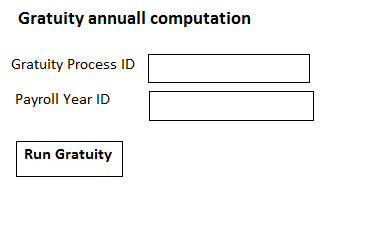 Gratuity annuall computation
Gratuity Process ID
Payroll Year ID
Run Gratuity